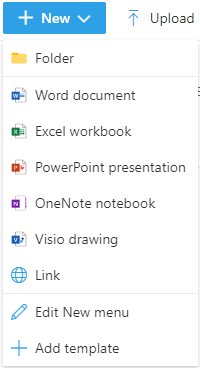 New
Upload
Folder
Word document
Excel workbook
PowerPoint presentation
OneNote notebook
Visio drawing
Link
Edit New menu
Add template